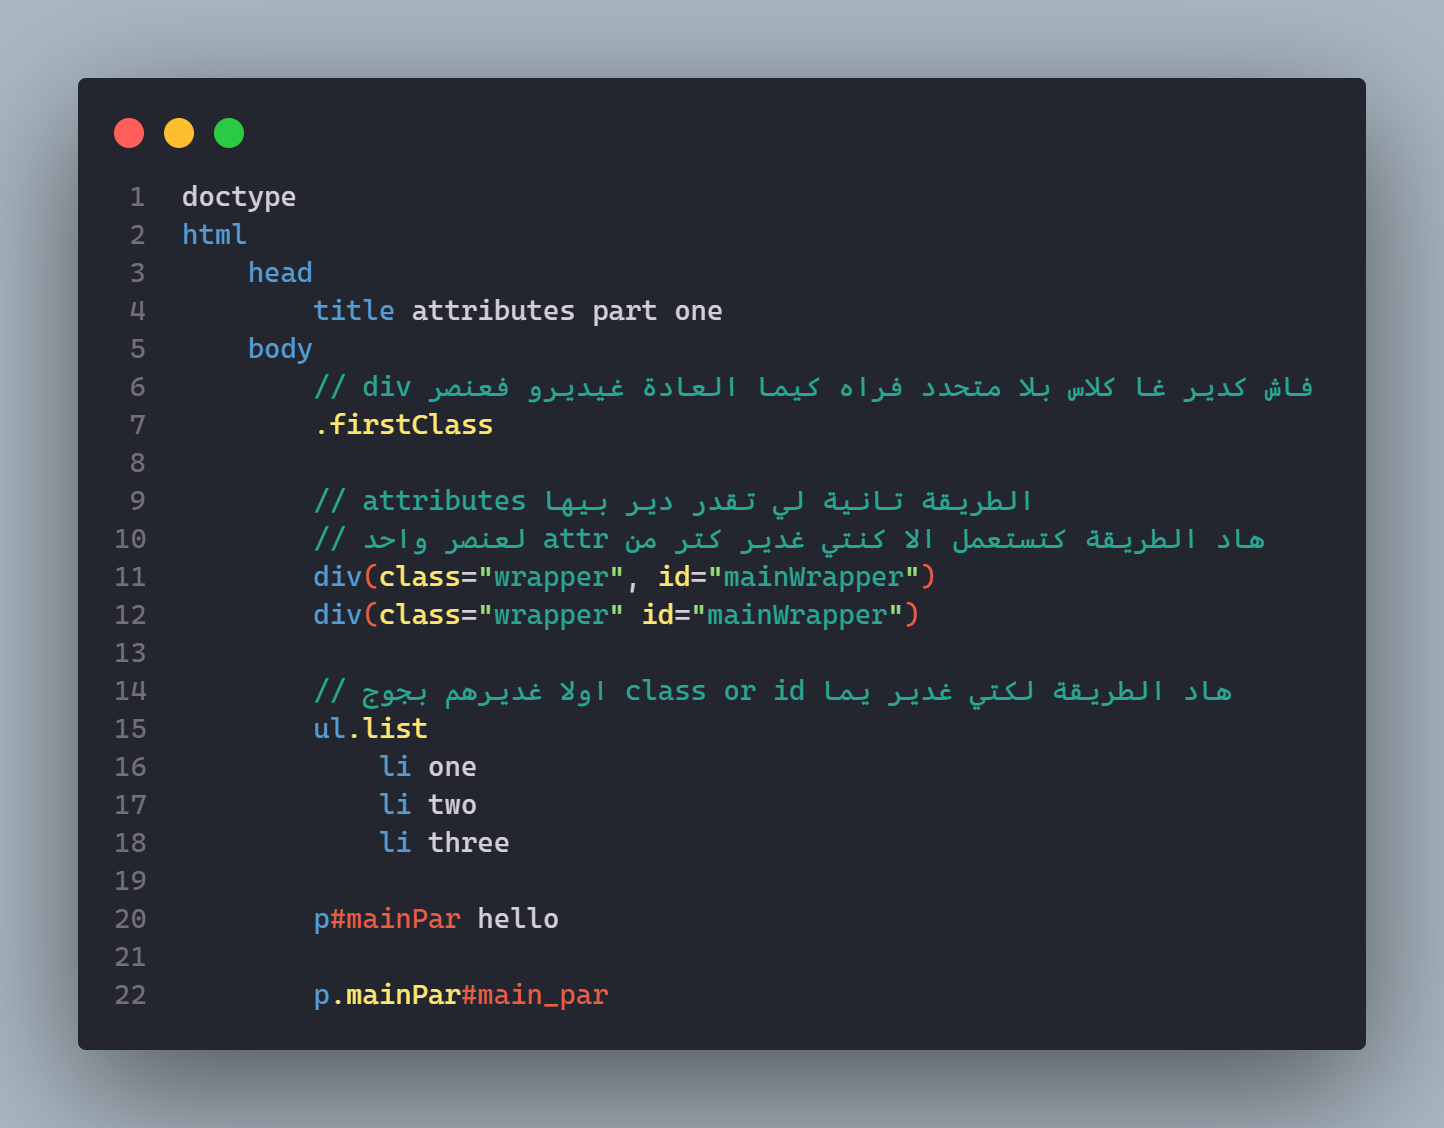 1 doctype
2 html
3 head
4 title attributes part one
5 body
6 // div فاش كدير غا كلاس بلا متحدد فراه كيما العادة غيديرو فعنصر
7 .firstClass
8
9 // attributes الطريقة تانية لي تقدر دير بيها
10 // هاد الطريقة كتستعمل الا كنتي غدير كتر من attr لعنصر واحد
11 div(class="wrapper", id="mainWrapper")
12 div(class="wrapper" id="mainWrapper")
13
14 // هاد الطريقة لكتي غدير يما class or id اولا غديرهم بجوج
15 ul.list
16 li one
17 li two
18 li three
19
20 p#mainPar hello
21
22 p.mainPar#main_par